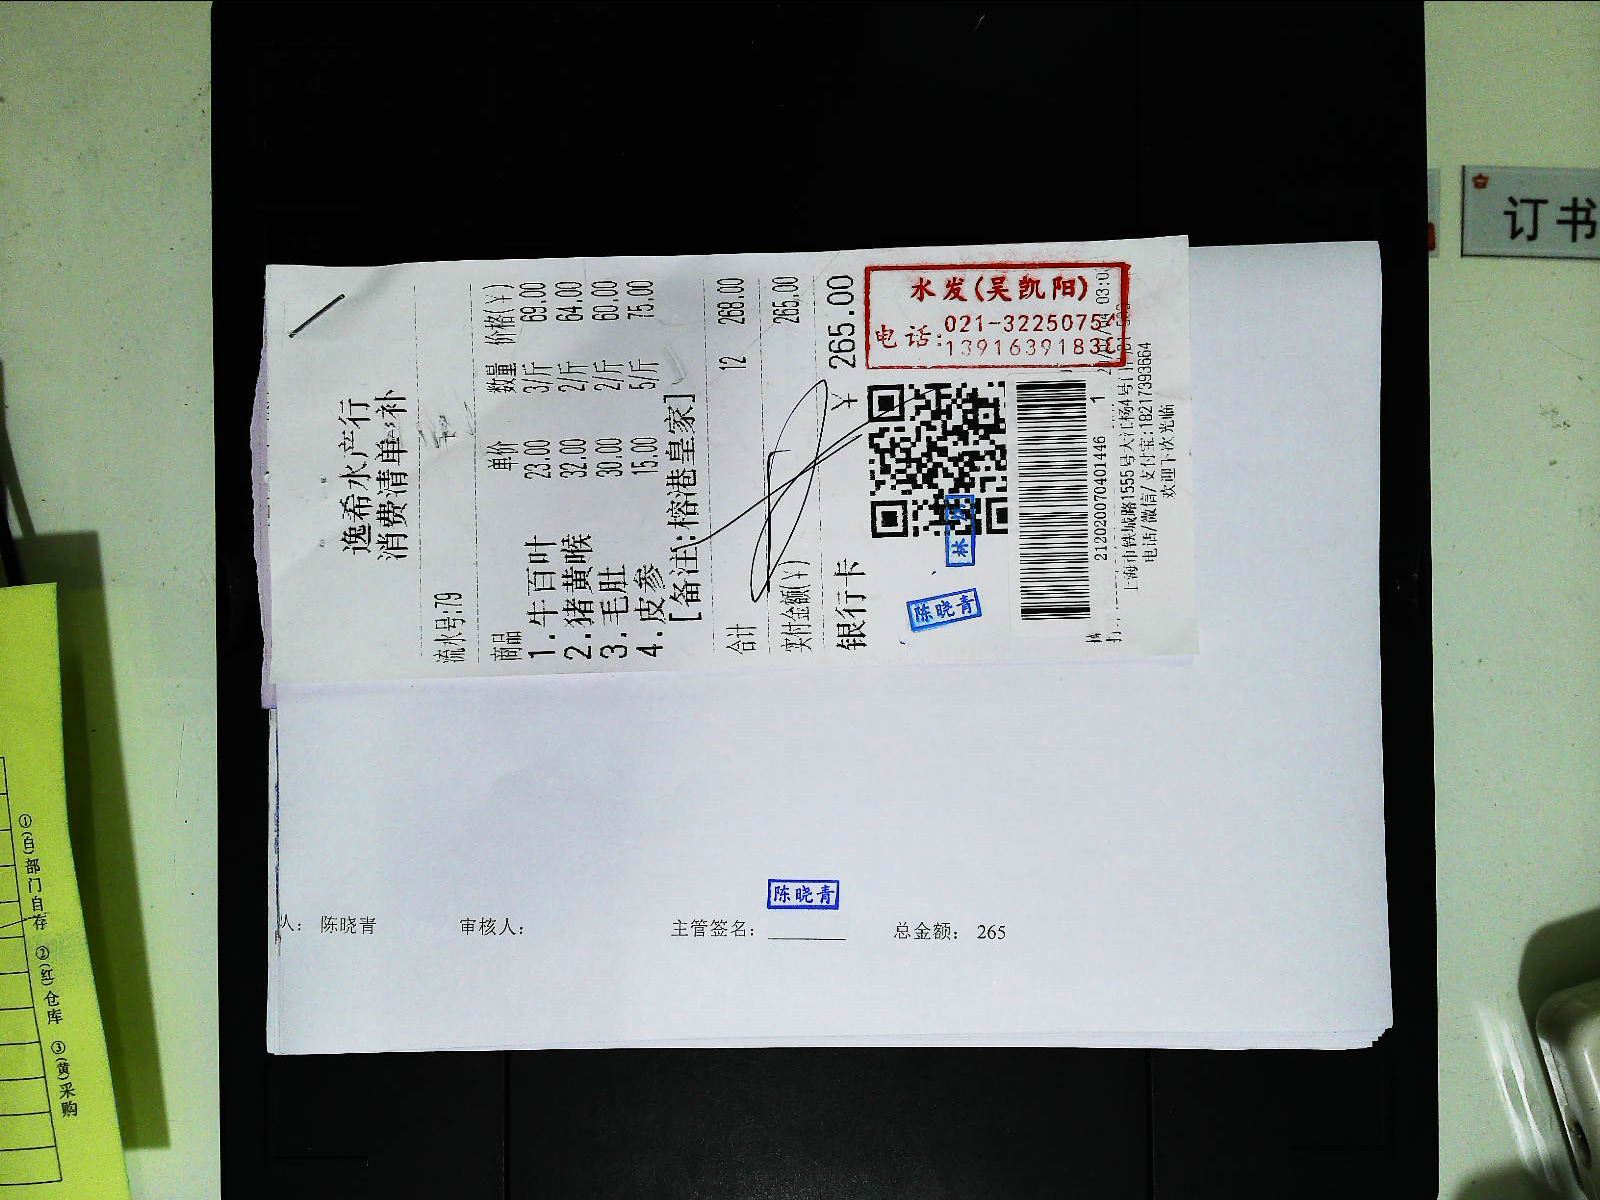 逸希水产行
消费清单-补
流水号:79
商品 单价 数量 价格(¥)
1.牛百叶 23.00 3/斤 69.00
2.猪黄喉 32.00 2/斤 64.00
3.毛肚 30.00 2/斤 60.00
4.皮参 15.00 5/斤 75.00
[备注:榕港皇家]
合计 12 268.00
实付金额(¥) 265.00
银行卡 265.00
水发(吴凯阳)
电话:021-3225075
1391639183
陈晓青
212020070401446 1
上海市铁城路1555号大江杨4号门
电话/微信/支付宝:18217393664
欢迎下次光临
陈晓青
人: 陈晓青 审核人: 主管签名: 总金额: 265
订书
①(白)部门自存 ②(红)仓库 ③(黄)采购